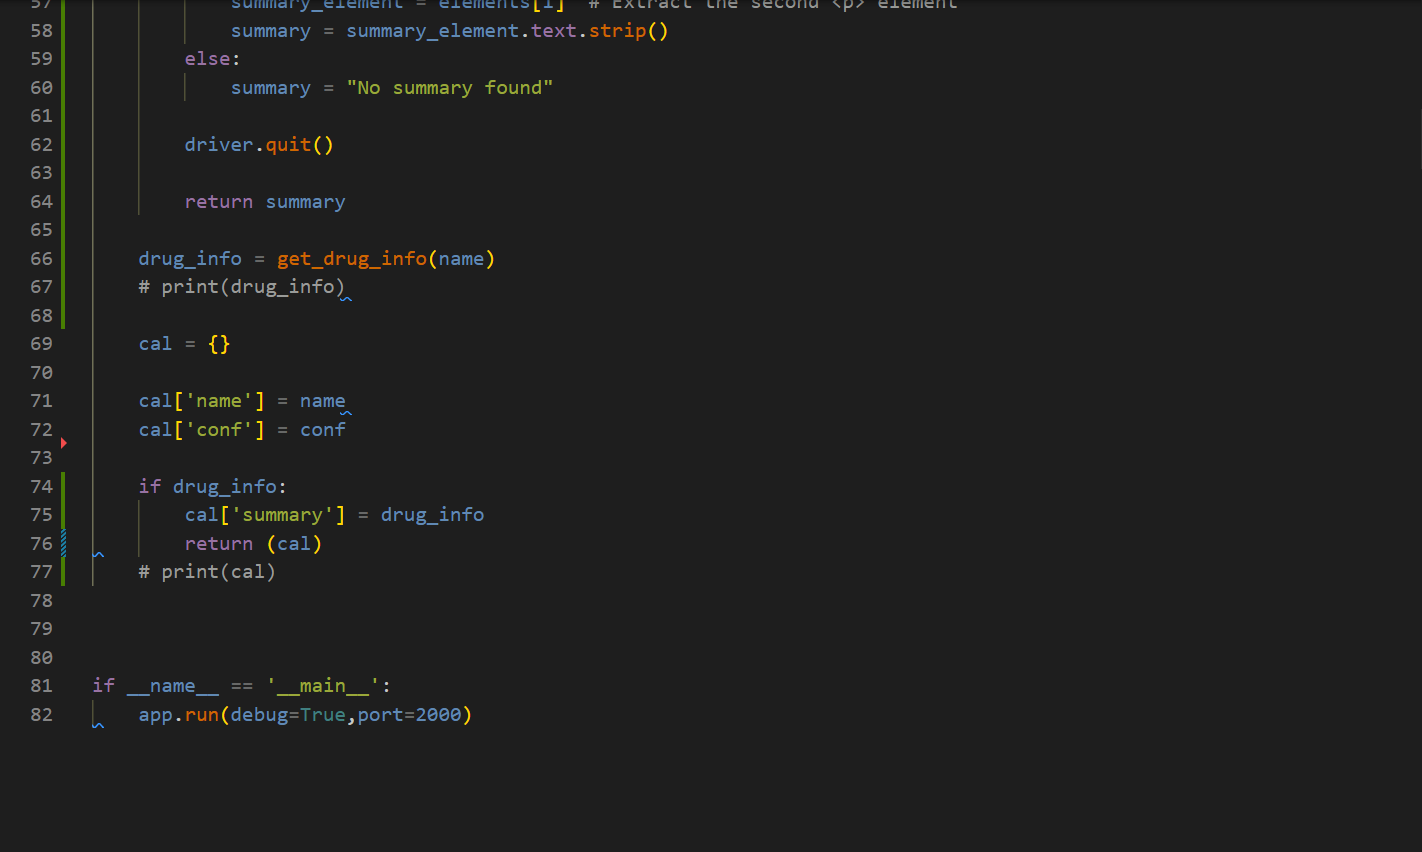 57 summary_element = elements[1] # Extract the second <p> element
58 summary = summary_element.text.strip()
59 else:
60 summary = "No summary found"
61
62 driver.quit()
63
64 return summary
65
66 drug_info = get_drug_info(name)
67 # print(drug_info)
68
69 cal = {}
70
71 cal['name'] = name
72 cal['conf'] = conf
73
74 if drug_info:
75 cal['summary'] = drug_info
76 return (cal)
77 # print(cal)
78
79
80
81 if __name__ == '__main__':
82 app.run(debug=True,port=2000)